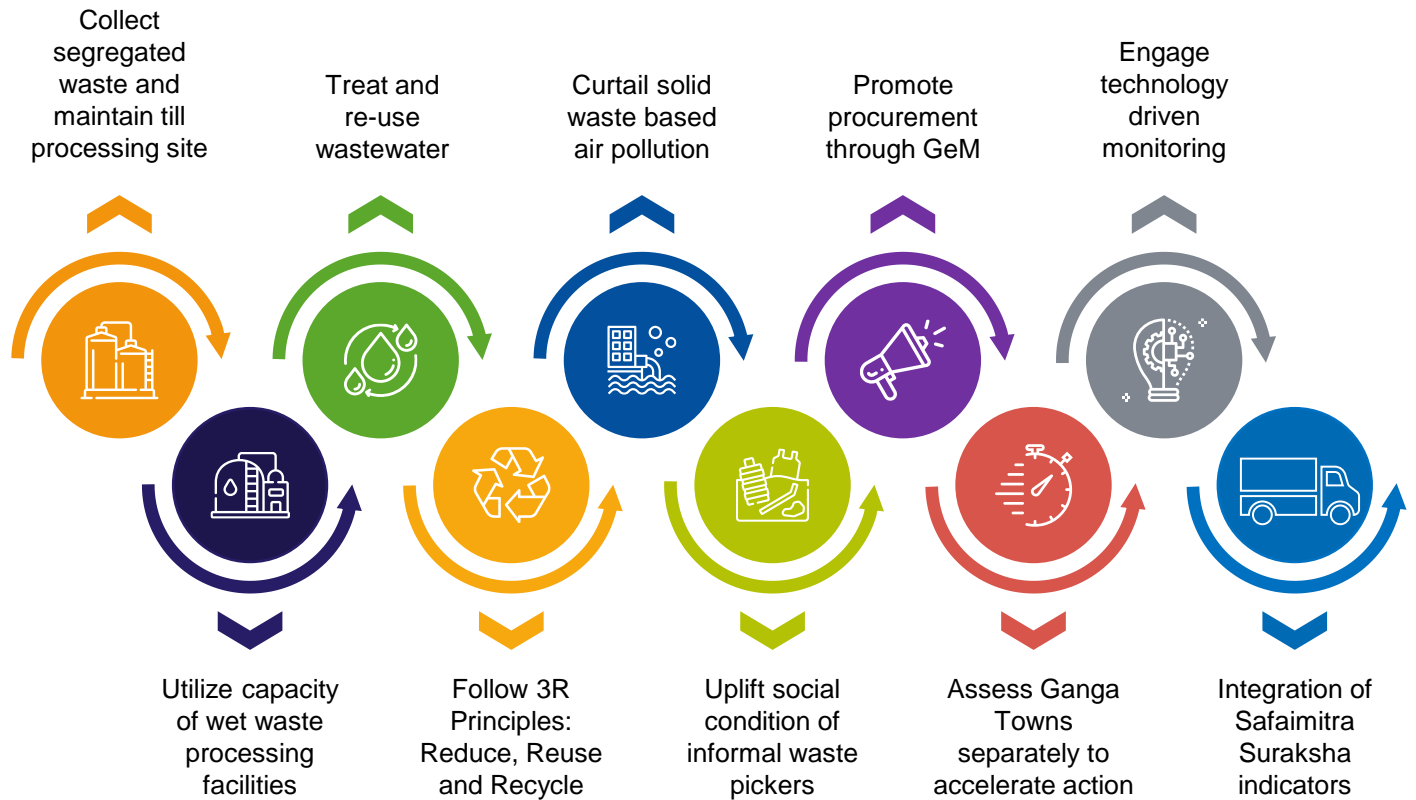 Collect
segregated
waste and
maintain till
processing site
Treat and
re-use
wastewater
Curtail solid
waste based
air pollution
Promote
procurement
through GeM
Engage
technology
driven
monitoring
Utilize capacity
of wet waste
processing
facilities
Follow 3R
Principles:
Reduce, Reuse
and Recycle
Uplift social
condition of
informal waste
pickers
Assess Ganga
Towns
separately to
accelerate action
Integration of
Safaimitra
Suraksha
indicators